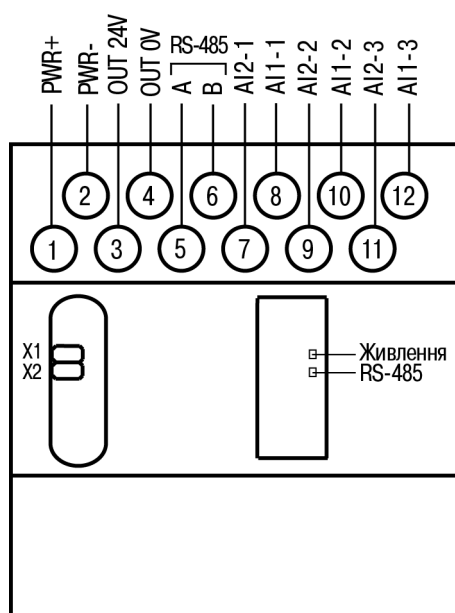 PWR+
PWR-
OUT 24V
OUT 0V
RS-485
A
B
AI2-1
AI1-1
AI2-2
AI1-2
AI2-3
AI1-3
2 4 6 8 10 12
1 3 5 7 9 11
X1
X2
Живлення
RS-485